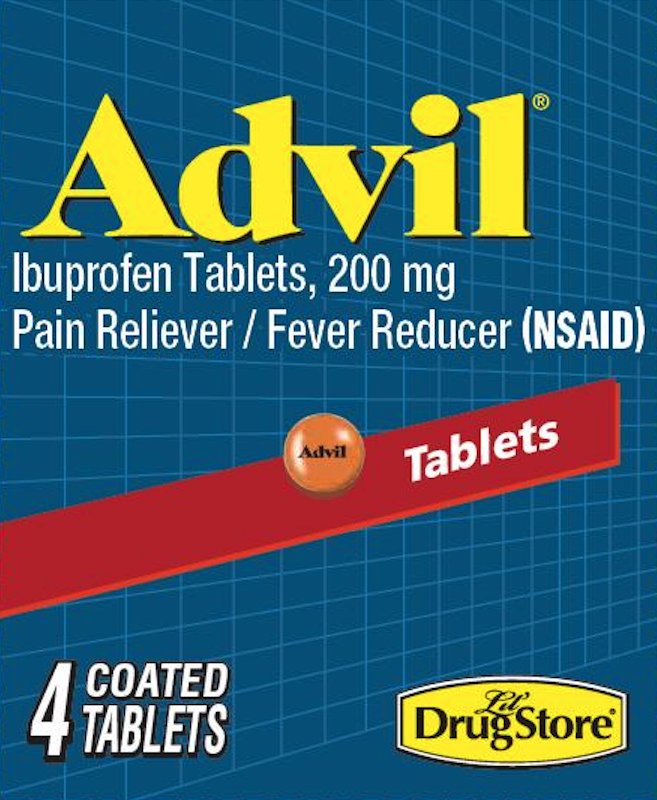 Advil®
Ibuprofen Tablets, 200 mg
Pain Reliever / Fever Reducer (NSAID)
Advil
Tablets
4 COATED
TABLETS
Lil'
DrugStore®